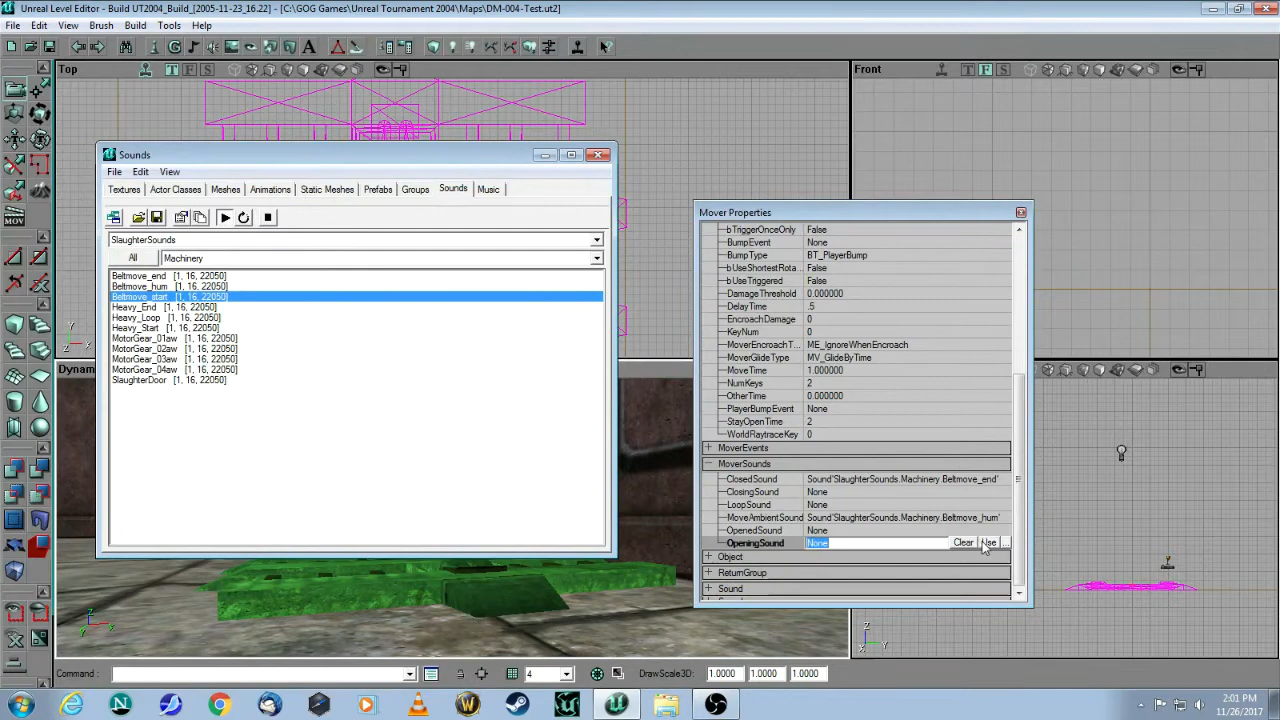 Unreal Level Editor - Build UT2004_Build_[2005-11-23_16.22] - [C:\GOG Games\Unreal Tournament 2004\Maps\DM-004-Test.ut2]
File Edit View Brush Build Tools Help
Top
Front
Sounds
File Edit View
Textures Actor Classes Meshes Animations Static Meshes Prefabs Groups Sounds Music
SlaughterSounds
All Machinery
Beltmove_end [1, 16, 22050]
Beltmove_hum [1, 16, 22050]
Beltmove_start [1, 16, 22050]
Heavy_End [1, 16, 22050]
Heavy_Loop [1, 16, 22050]
Heavy_Start [1, 16, 22050]
MotorGear_01aw [1, 16, 22050]
MotorGear_02aw [1, 16, 22050]
MotorGear_03aw [1, 16, 22050]
MotorGear_04aw [1, 16, 22050]
SlaughterDoor [1, 16, 22050]
MOV
Dynam
Mover Properties
bTriggerOnceOnly False
BumpEvent None
BumpType BT_PlayerBump
bUseShortestRota... False
bUseTriggered False
DamageThreshold 0.000000
DelayTime .5
EncroachDamage 0
KeyNum 0
MoverEncroachT... ME_IgnoreWhenEncroach
MoverGlideType MV_GlideByTime
MoveTime 1.000000
NumKeys 2
OtherTime 0.000000
PlayerBumpEvent None
StayOpenTime 2
WorldRaytraceKey 0
MoverEvents
MoverSounds
ClosedSound Sound'SlaughterSounds.Machinery.Beltmove_end'
ClosingSound None
LoopSound None
MoveAmbientSound Sound'SlaughterSounds.Machinery.Beltmove_hum'
OpenedSound None
OpeningSound None Clear Use ...
Object
ReturnGroup
Sound
Command : 4 DrawScale3D: 1.0000 1.0000 1.0000
2:01 PM
11/26/2017